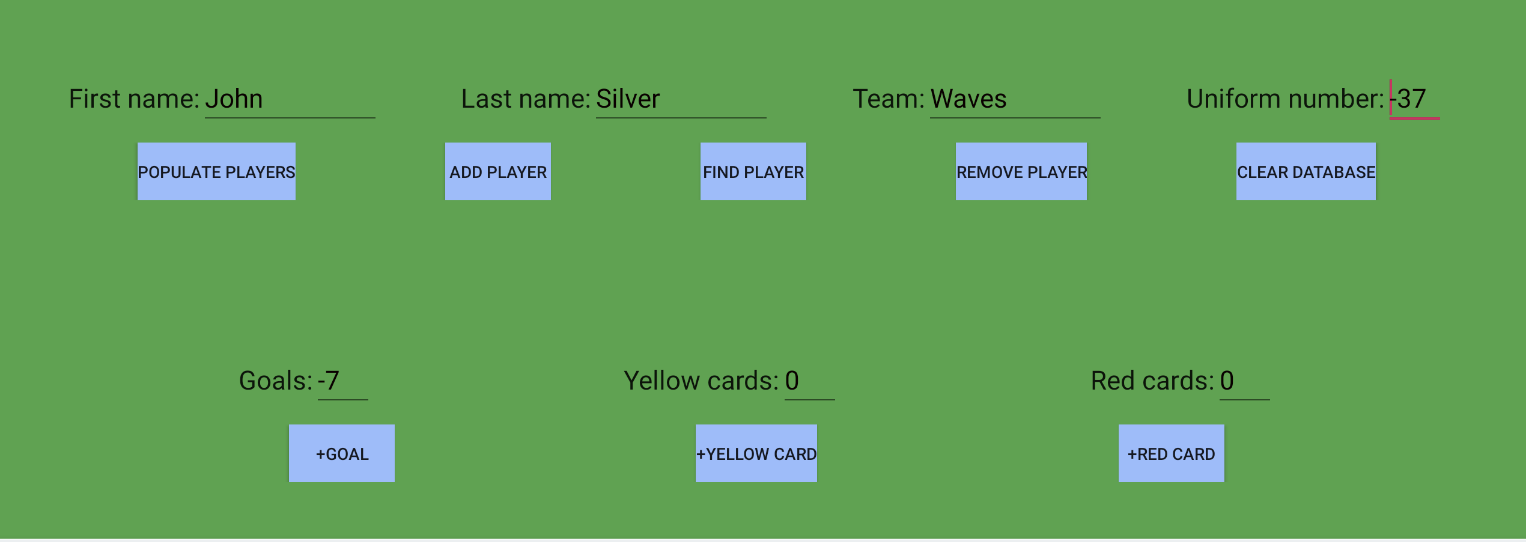 First name: John Last name: Silver Team: Waves Uniform number: -37
POPULATE PLAYERS ADD PLAYER FIND PLAYER REMOVE PLAYER CLEAR DATABASE
Goals: -7 Yellow cards: 0 Red cards: 0
+GOAL +YELLOW CARD +RED CARD